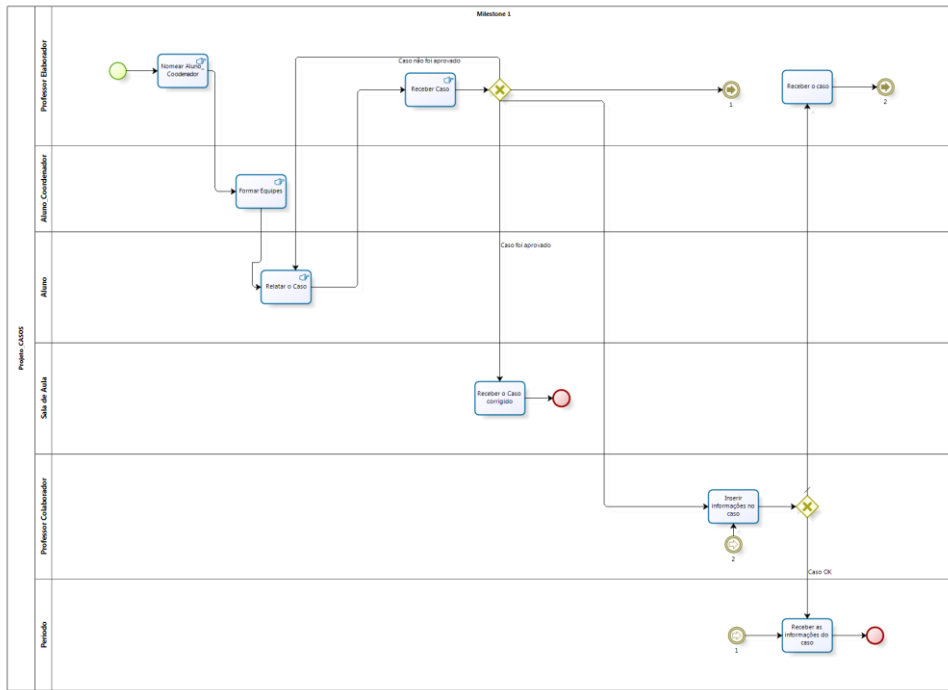 Milestone 1
Projeto_CASOS
Professor Elaborador
Nomear Aluno_
Coodenador
Caso não foi aprovado
Receber Caso
1
Receber o caso
2
Aluno_Coordenador
Formar Equipes
Aluno
Relatar o Caso
Caso foi aprovado
Sala de Aula
Receber o Caso
corrigido
Professor Colaborador
Inserir
informações no
caso
2
Caso OK
Período
1
Receber as
informações do
caso